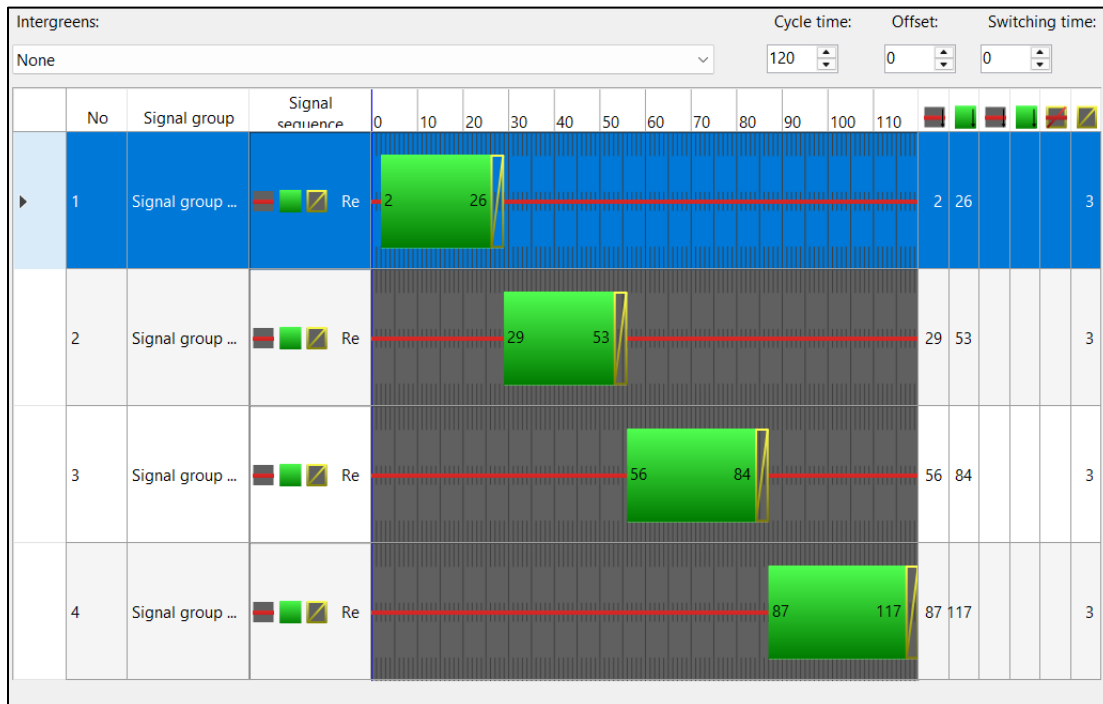 Intergreens: Cycle time: Offset: Switching time:
None 120 0 0
No Signal group Signal sequence 0 10 20 30 40 50 60 70 80 90 100 110
1 Signal group ... Re 2 26 2 26 3
2 Signal group ... Re 29 53 29 53 3
3 Signal group ... Re 56 84 56 84 3
4 Signal group ... Re 87 117 87 117 3